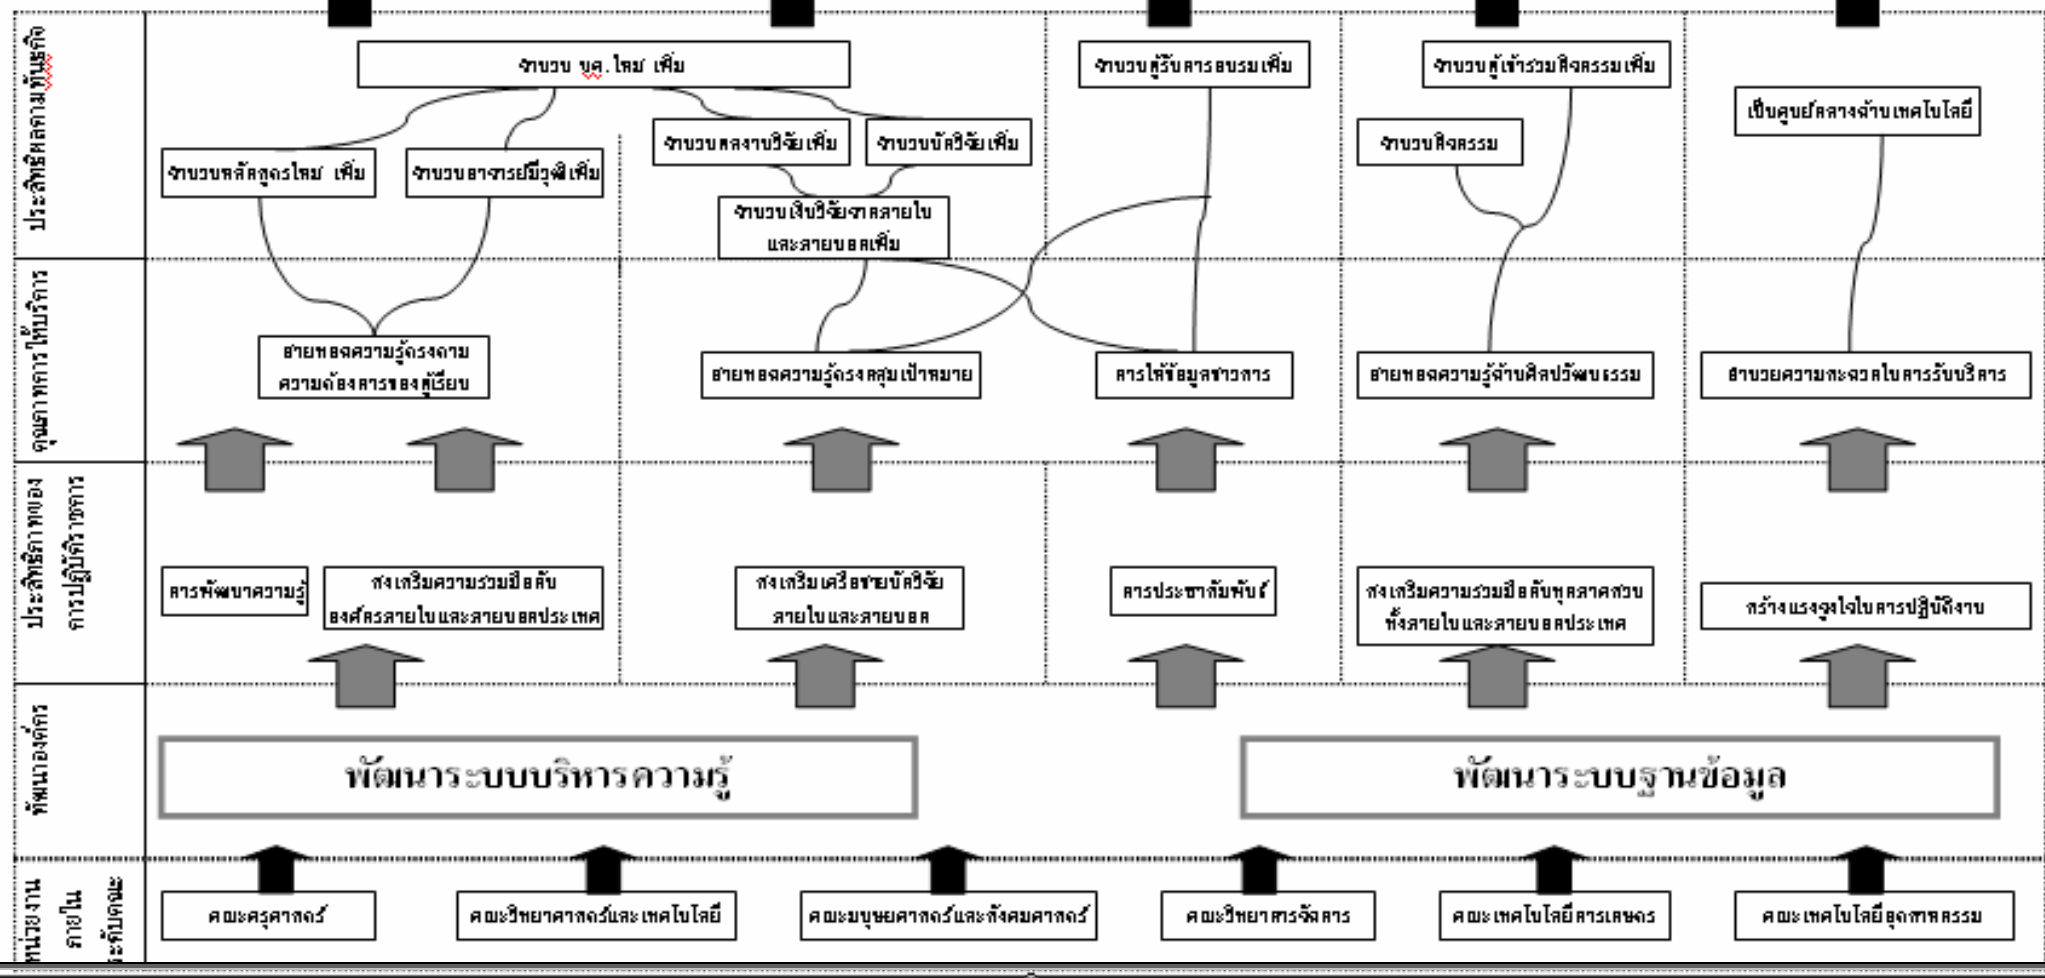 ประสิทธิผลตามพันธกิจ
จำนวน นศ.ใหม่ เพิ่ม
จำนวนผู้รับการอบรมเพิ่ม
จำนวนผู้เข้าร่วมกิจกรรมเพิ่ม
เป็นศูนย์กลางด้านเทคโนโลยี
จำนวนผลงานวิจัยเพิ่ม
จำนวนนักวิจัยเพิ่ม
จำนวนกิจกรรม
จำนวนหลักสูตรใหม่ เพิ่ม
จำนวนอาจารย์มีวุฒิเพิ่ม
จำนวนเงินวิจัยจากภายใน
และภายนอกเพิ่ม
คุณภาพการให้บริการ
ถ่ายทอดความรู้ตรงตาม
ความต้องการของผู้เรียน
ถ่ายทอดความรู้ตรงกลุ่มเป้าหมาย
การให้ข้อมูลข่าวสาร
ถ่ายทอดความรู้ด้านศิลปวัฒนธรรม
อำนวยความสะดวกในการรับบริการ
ประสิทธิภาพของ
การปฏิบัติราชการ
การพัฒนาความรู้
ส่งเสริมความร่วมมือกับ
องค์กรภายในและภายนอกประเทศ
ส่งเสริมเครือข่ายนักวิจัย
ภายในและภายนอก
การประชาสัมพันธ์
ส่งเสริมความร่วมมือกับทุกภาคส่วน
ทั้งภายในและภายนอกประเทศ
สร้างแรงจูงใจในการปฏิบัติงาน
พัฒนาองค์กร
พัฒนาระบบบริหารความรู้
พัฒนาระบบฐานข้อมูล
หน่วยงาน
ภายใน
ระดับคณะ
คณะครุศาสตร์
คณะวิทยาศาสตร์และเทคโนโลยี
คณะมนุษยศาสตร์และสังคมศาสตร์
คณะวิทยาการจัดการ
คณะเทคโนโลยีการเกษตร
คณะเทคโนโลยีอุตสาหกรรม